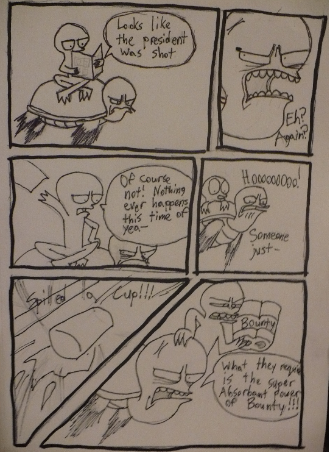 Looks like
the president
was shot
Eh?
Again?
Of course
not! Nothing
ever happens
this time of
yea-
Hooooooooo!
Someone
just-
Spilled
Cup!!!
Bounty
What they require
is the super
Absorbant power
of Bounty!!!